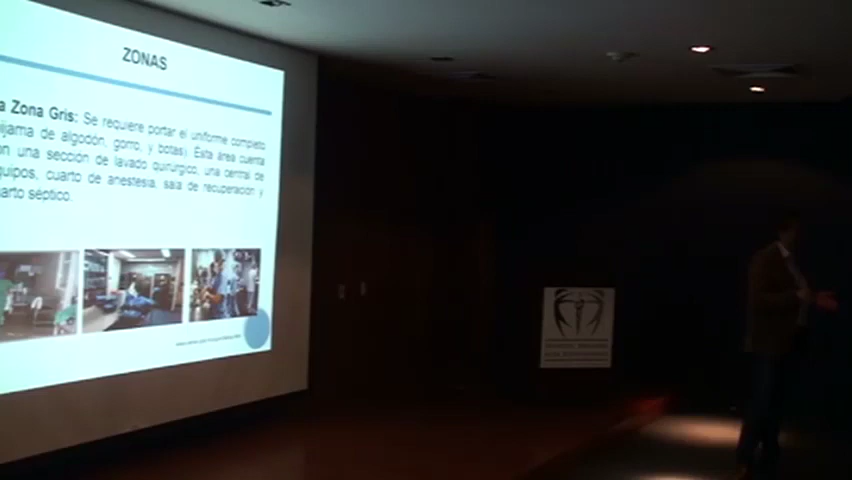 ZONAS
a Zona Gris: Se requiere portar el uniforme completo
ijama de algodón, gorro, y botas). Esta área cuenta
on una sección de lavado quirúrgico, una central de
quipos, cuarto de anestesia, sala de recuperación y
arto séptico.